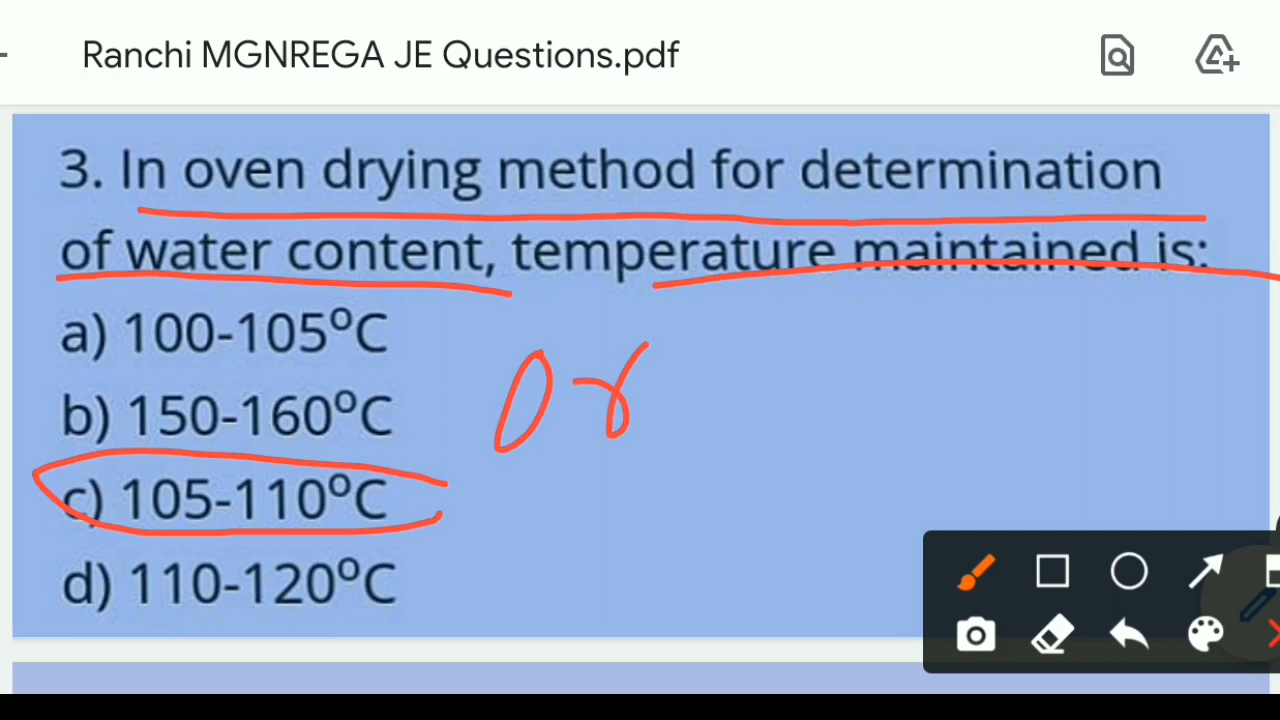 Ranchi MGNREGA JE Questions.pdf
3. In oven drying method for determination
of water content, temperature maintained is:
a) 100-105°C
b) 150-160°C
or
c) 105-110°C
d) 110-120°C